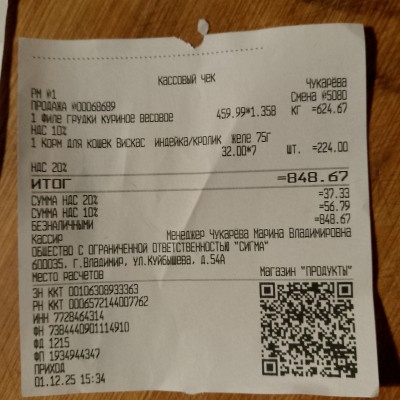 Кассовый чек
РМ #1 Чукарева
ПРОДАЖА #00068689 Смена #5080
1 Филе грудки куриное весовое 459.99*1.358 кг =624.67
НДС 10%
1 Корм для кошек Вискас индейка/кролик желе 75г
32.00*7 шт. =224.00
НДС 20%
ИТОГ =848.67
СУММА НДС 20% =37.33
СУММА НДС 10% =56.79
БЕЗНАЛИЧНЫМИ =848.67
Кассир Менеджер Чукарева Марина Владимировна
ОБЩЕСТВО С ОГРАНИЧЕННОЙ ОТВЕТСТВЕННОСТЬЮ "СИГМА"
600035, г.Владимир, ул.Куйбышева, д.54А
Место расчетов Магазин "ПРОДУКТЫ"
ЗН ККТ 00106308933363
РН ККТ 0006572144007762
ИНН 7728464314
ФН 7384440901114910
ФД 1215
ФП 1934944347
ПРИХОД
01.12.25 15:34